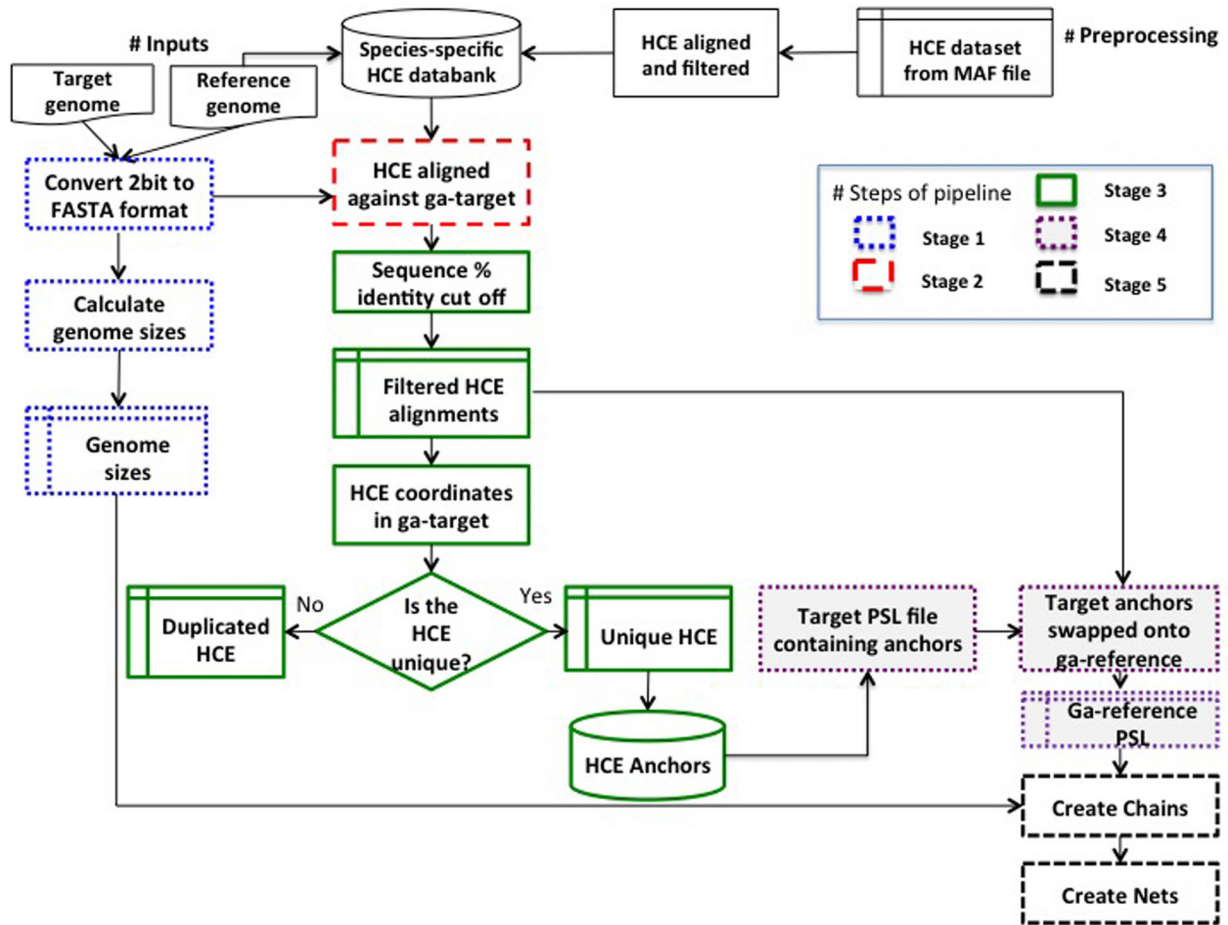 # Inputs
Target
genome
Reference
genome
Species-specific
HCE databank
HCE aligned
and filtered
HCE dataset
from MAF file
# Preprocessing
Convert 2bit to
FASTA format
HCE aligned
against ga-target
# Steps of pipeline
Stage 1
Stage 2
Stage 3
Stage 4
Stage 5
Calculate
genome sizes
Sequence %
identity cut off
Genome
sizes
Filtered HCE
alignments
HCE coordinates
in ga-target
Duplicated
HCE
No
Is the
HCE
unique?
Yes
Unique HCE
Target PSL file
containing anchors
Target anchors
swapped onto
ga-reference
HCE Anchors
Ga-reference
PSL
Create Chains
Create Nets